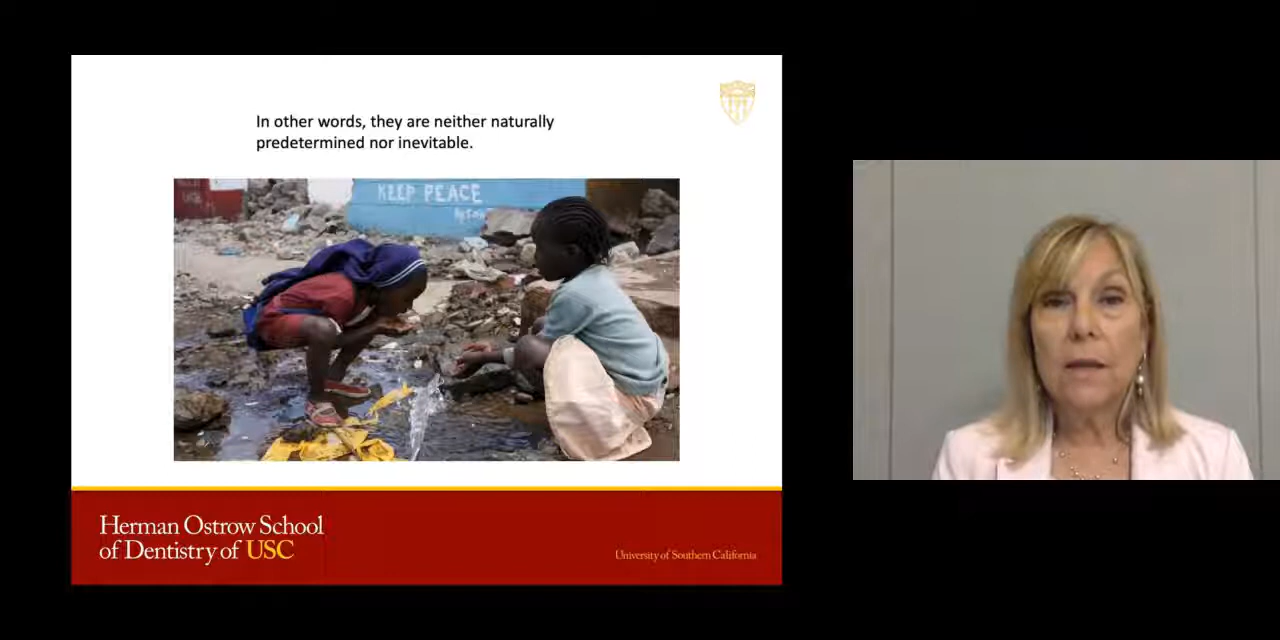 In other words, they are neither naturally
predetermined nor inevitable.
KEEP PEACE
Herman Ostrow School
of Dentistry of USC
University of Southern California